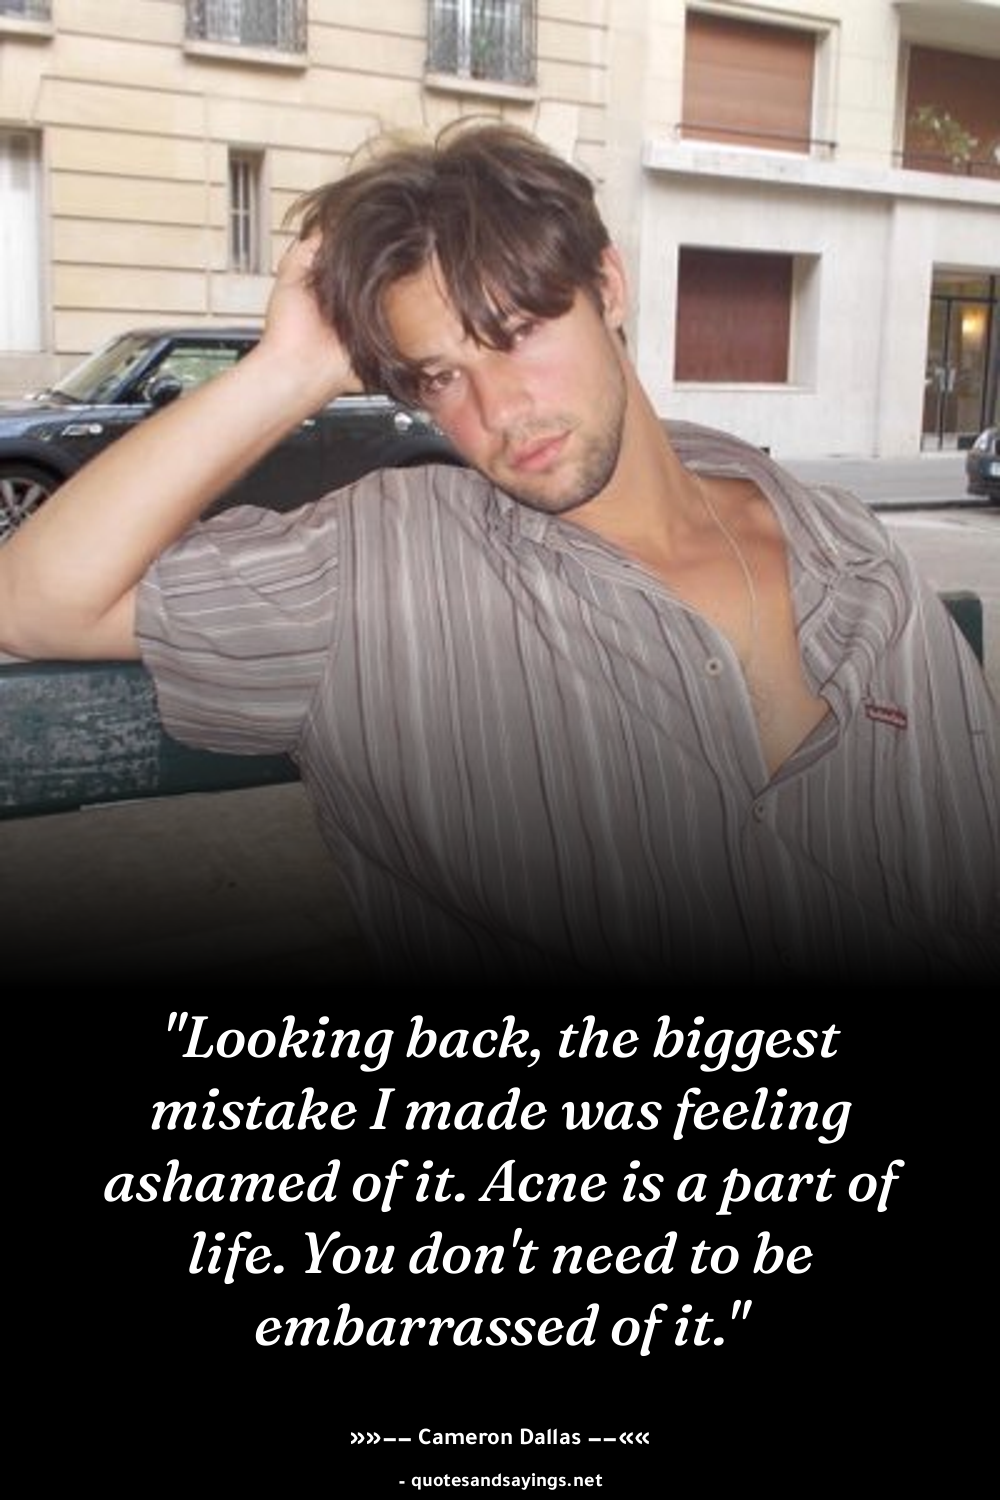 "Looking back, the biggest
mistake I made was feeling
ashamed of it. Acne is a part of
life. You don't need to be
embarrassed of it."
»»—— Cameron Dallas ——««
- quotesandsayings.net